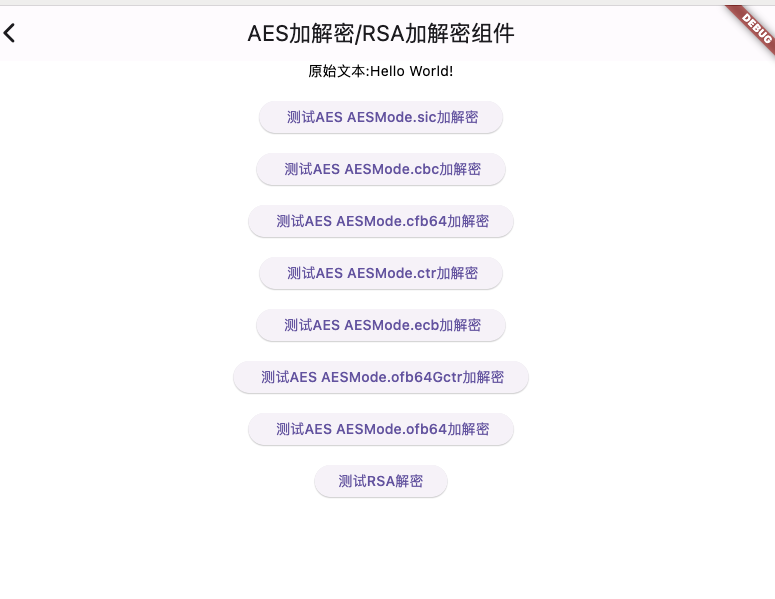 AES加解密/RSA加解密组件
DEBUG
原始文本:Hello World!
测试AES AESMode.sic加解密
测试AES AESMode.cbc加解密
测试AES AESMode.cfb64加解密
测试AES AESMode.ctr加解密
测试AES AESMode.ecb加解密
测试AES AESMode.ofb64Gctr加解密
测试AES AESMode.ofb64加解密
测试RSA解密